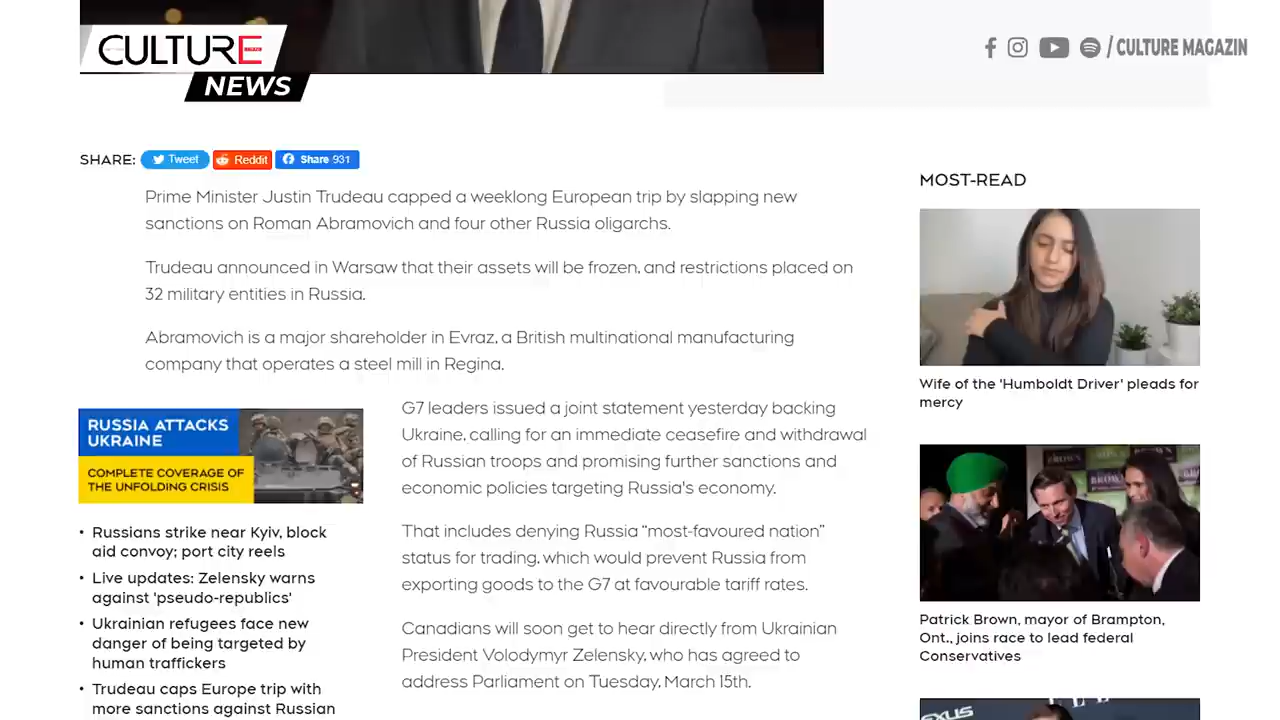 CULTURE
NEWS
/ CULTURE MAGAZIN
SHARE: Tweet Reddit Share 931
Prime Minister Justin Trudeau capped a weeklong European trip by slapping new
sanctions on Roman Abramovich and four other Russia oligarchs.
Trudeau announced in Warsaw that their assets will be frozen, and restrictions placed on
32 military entities in Russia.
Abramovich is a major shareholder in Evraz, a British multinational manufacturing
company that operates a steel mill in Regina.
RUSSIA ATTACKS
UKRAINE
COMPLETE COVERAGE OF
THE UNFOLDING CRISIS
• Russians strike near Kyiv, block
aid convoy; port city reels
• Live updates: Zelensky warns
against 'pseudo-republics'
• Ukrainian refugees face new
danger of being targeted by
human traffickers
• Trudeau caps Europe trip with
more sanctions against Russian
G7 leaders issued a joint statement yesterday backing
Ukraine, calling for an immediate ceasefire and withdrawal
of Russian troops and promising further sanctions and
economic policies targeting Russia's economy.
That includes denying Russia “most-favoured nation”
status for trading, which would prevent Russia from
exporting goods to the G7 at favourable tariff rates.
Canadians will soon get to hear directly from Ukrainian
President Volodymyr Zelensky, who has agreed to
address Parliament on Tuesday, March 15th.
MOST-READ
Wife of the 'Humboldt Driver' pleads for
mercy
BROWN
Patrick Brown, mayor of Brampton,
Ont., joins race to lead federal
Conservatives